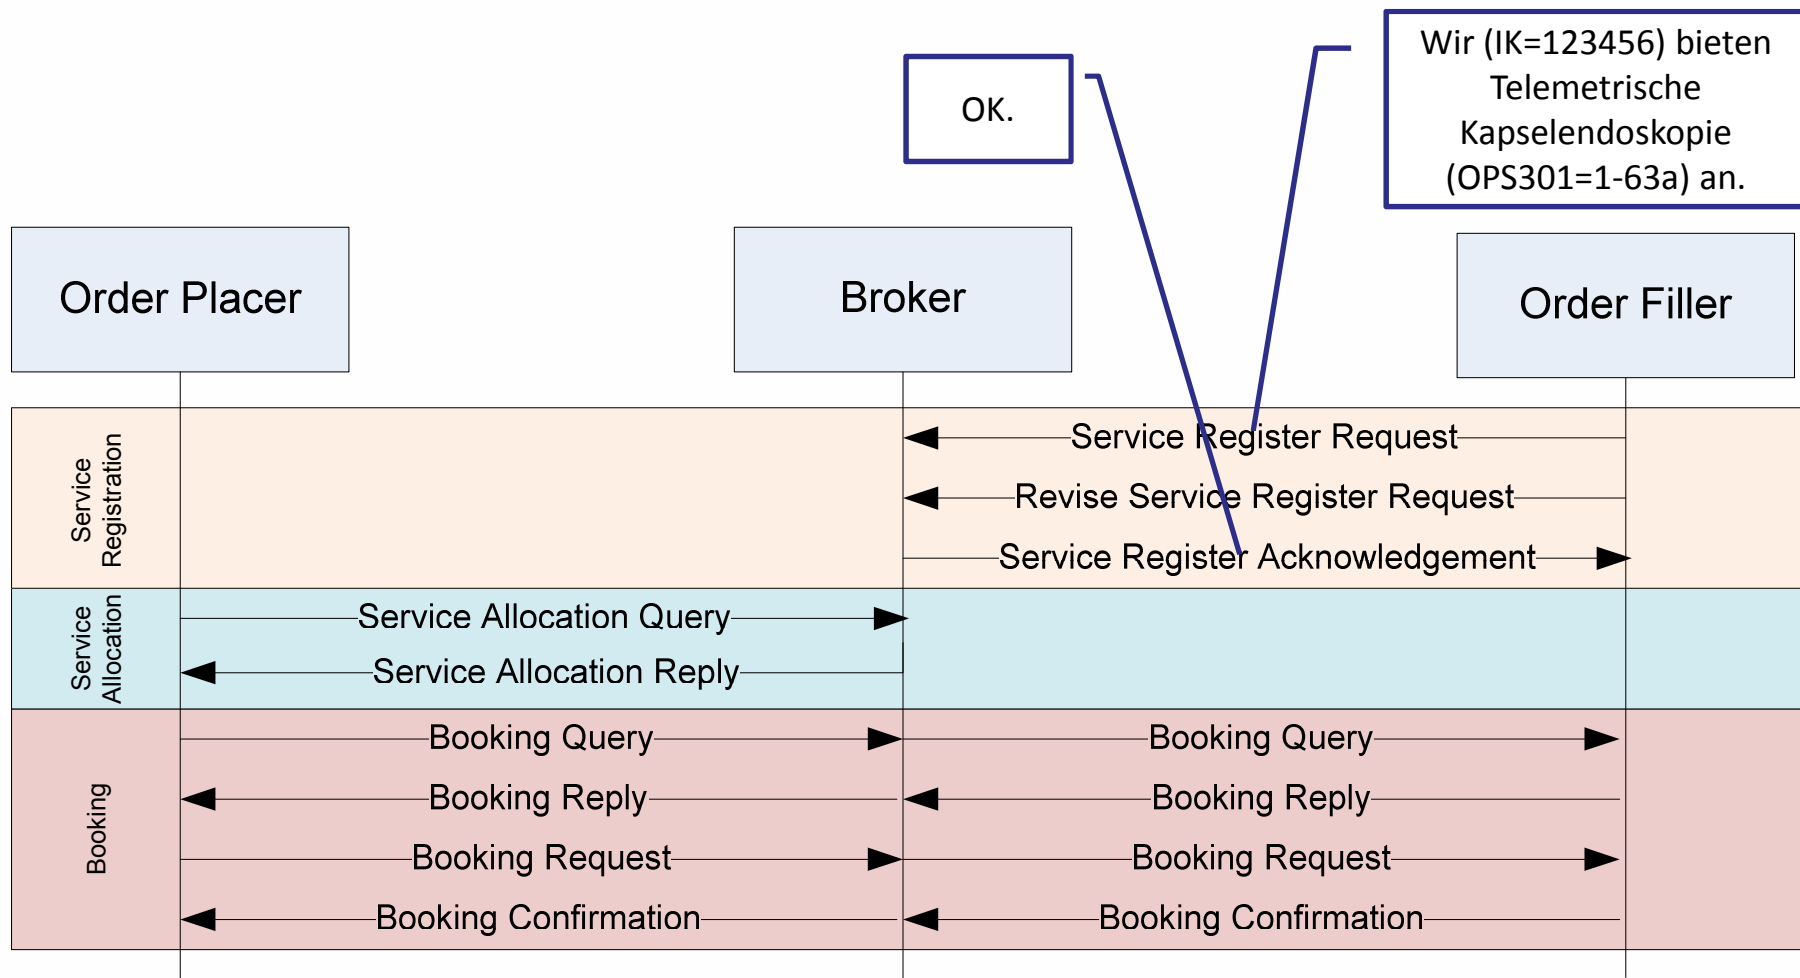 Wir (IK=123456) bieten
Telemetrische
Kapselendoskopie
(OPS301=1-63a) an.
OK.
Order Placer
Broker
Order Filler
Service
Registration
Service Register Request
Revise Service Register Request
Service Register Acknowledgement
Service
Allocation
Service Allocation Query
Service Allocation Reply
Booking
Booking Query
Booking Query
Booking Reply
Booking Reply
Booking Request
Booking Request
Booking Confirmation
Booking Confirmation